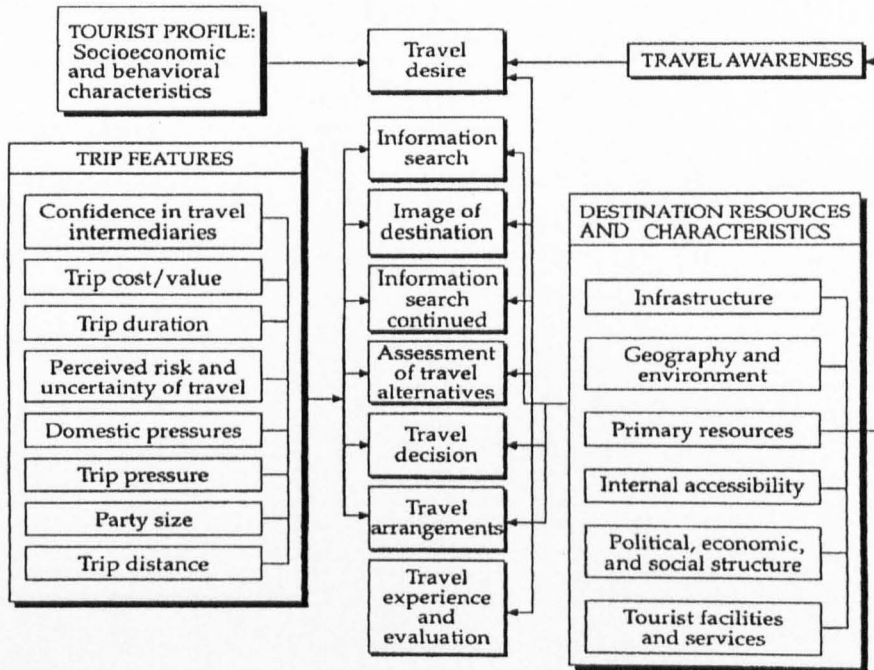 TOURIST PROFILE:
Socioeconomic
and behavioral
characteristics
Travel
desire
TRAVEL AWARENESS
TRIP FEATURES
Confidence in travel
intermediaries
Trip cost/value
Trip duration
Perceived risk and
uncertainty of travel
Domestic pressures
Trip pressure
Party size
Trip distance
Information
search
Image of
destination
Information
search
continued
Assessment
of travel
alternatives
Travel
decision
Travel
arrangements
Travel
experience
and
evaluation
DESTINATION RESOURCES
AND CHARACTERISTICS
Infrastructure
Geography and
environment
Primary resources
Internal accessibility
Political, economic,
and social structure
Tourist facilities
and services